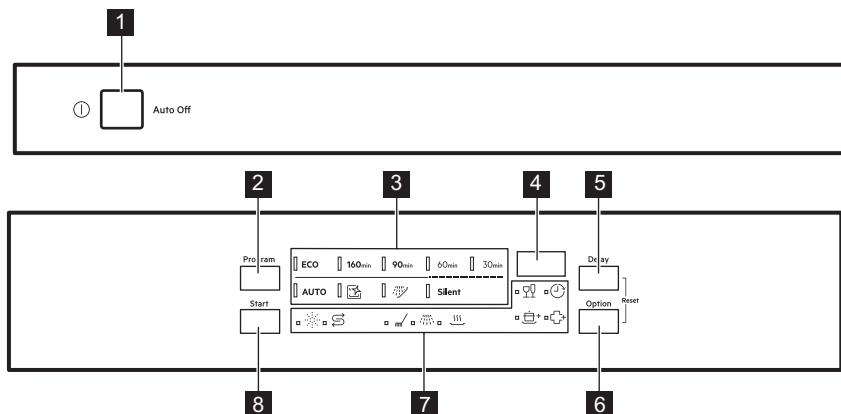 1
Auto Off
2
3
4
5
Program
Delay
ECO 160min 90min 60min 30min
AUTO Silent
Start
Option
Reset
8
7
6